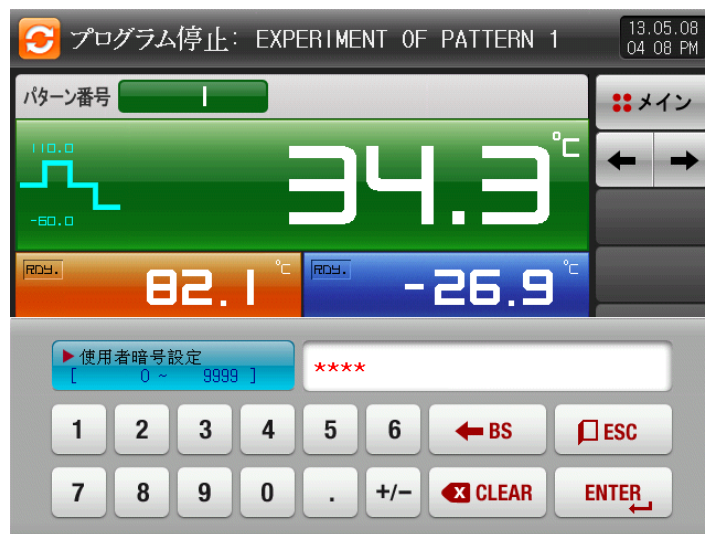 プログラム停止: EXPERIMENT OF PATTERN 1
13.05.08
04 08 PM
パターン番号 1
メイン
110.0
-60.0
34.3 ℃
RDY. 82.1 ℃
RDY. -26.9 ℃
使用者暗号設定
[ 0 ~ 9999 ]
****
1 2 3 4 5 6 BS ESC
7 8 9 0 . +/- CLEAR ENTER